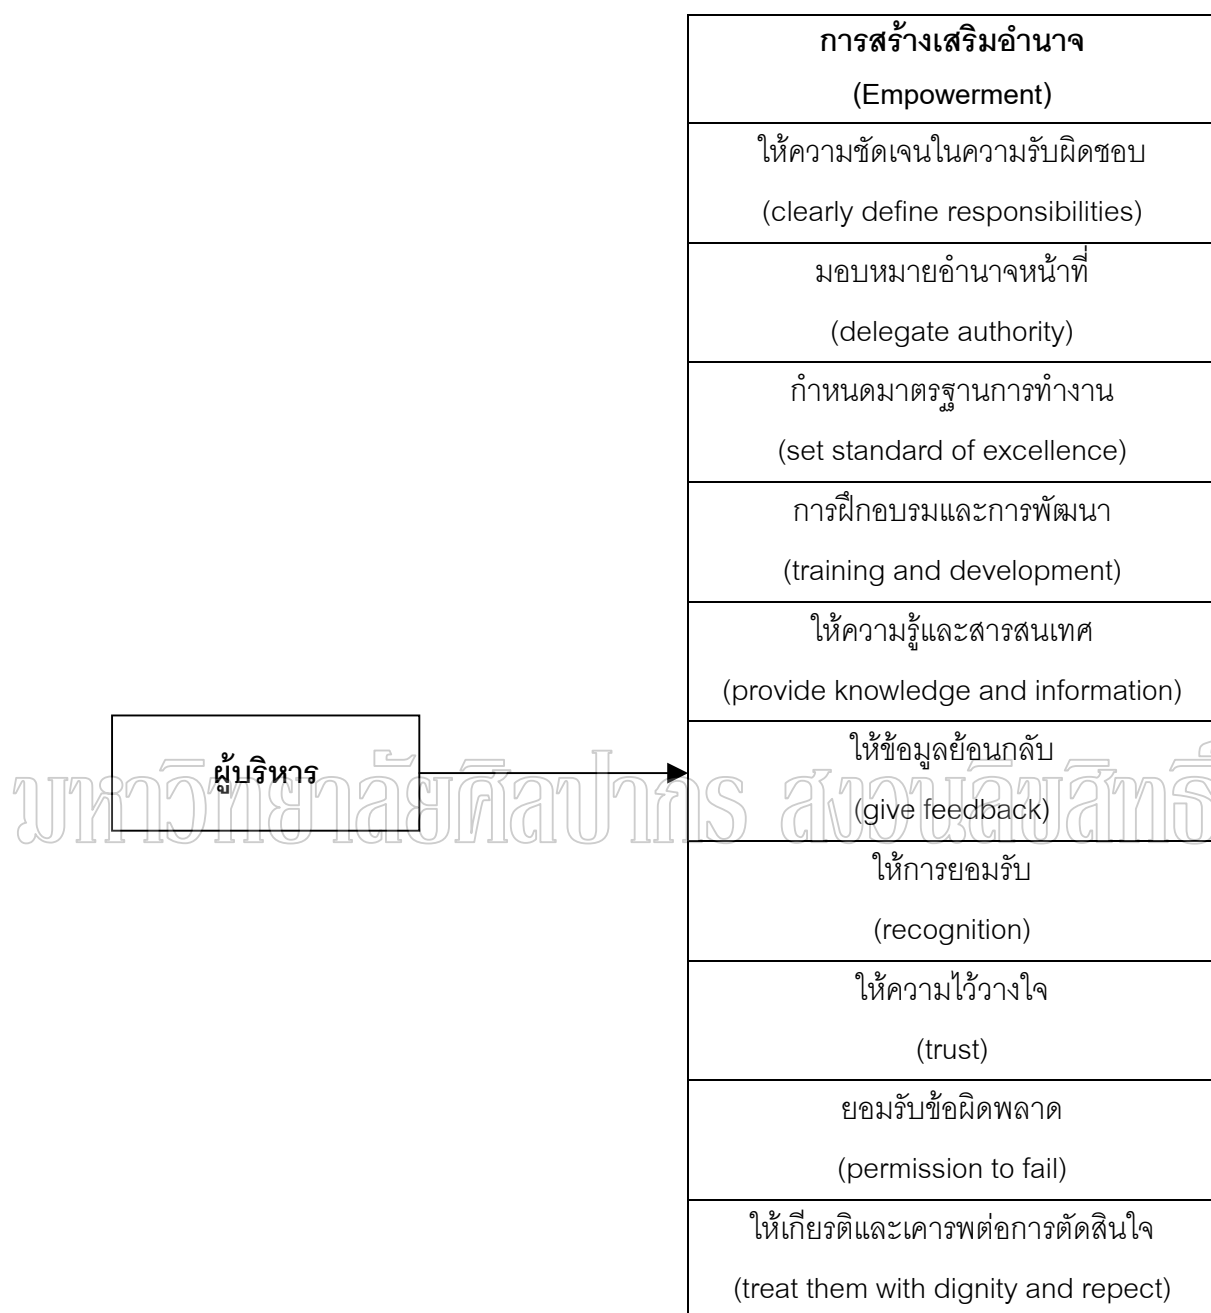 การสร้างเสริมอำนาจ
(Empowerment)
ให้ความชัดเจนในความรับผิดชอบ
(clearly define responsibilities)
มอบหมายอำนาจหน้าที่
(delegate authority)
กำหนดมาตรฐานการทำงาน
(set standard of excellence)
การฝึกอบรมและการพัฒนา
(training and development)
ให้ความรู้และสารสนเทศ
(provide knowledge and information)
ผู้บริหาร
ให้ข้อมูลย้อนกลับ
(give feedback)
มหาวิทยาลัยศิลปากร สงวนลิขสิทธิ์
ให้การยอมรับ
(recognition)
ให้ความไว้วางใจ
(trust)
ยอมรับข้อผิดพลาด
(permission to fail)
ให้เกียรติและเคารพต่อการตัดสินใจ
(treat them with dignity and repect)